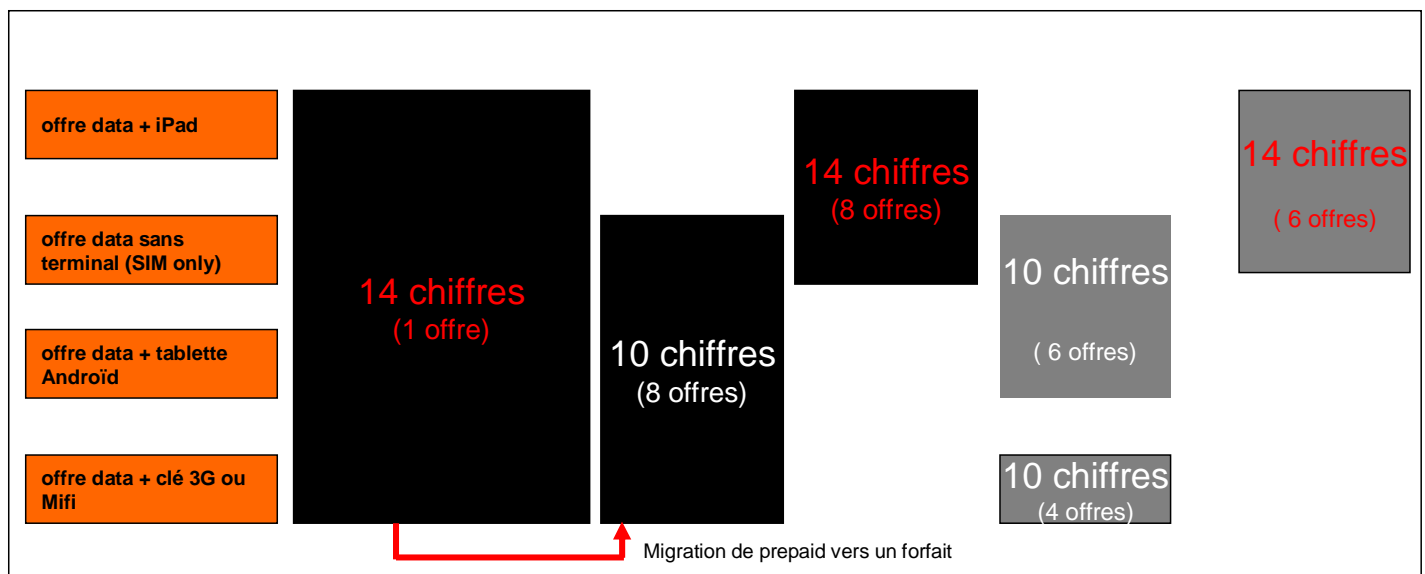 offre data + iPad
offre data sans
terminal (SIM only)
offre data + tablette
Androïd
offre data + clé 3G ou
Mifi
14 chiffres
(1 offre)
10 chiffres
(8 offres)
14 chiffres
(8 offres)
10 chiffres
( 6 offres)
10 chiffres
(4 offres)
14 chiffres
( 6 offres)
Migration de prepaid vers un forfait